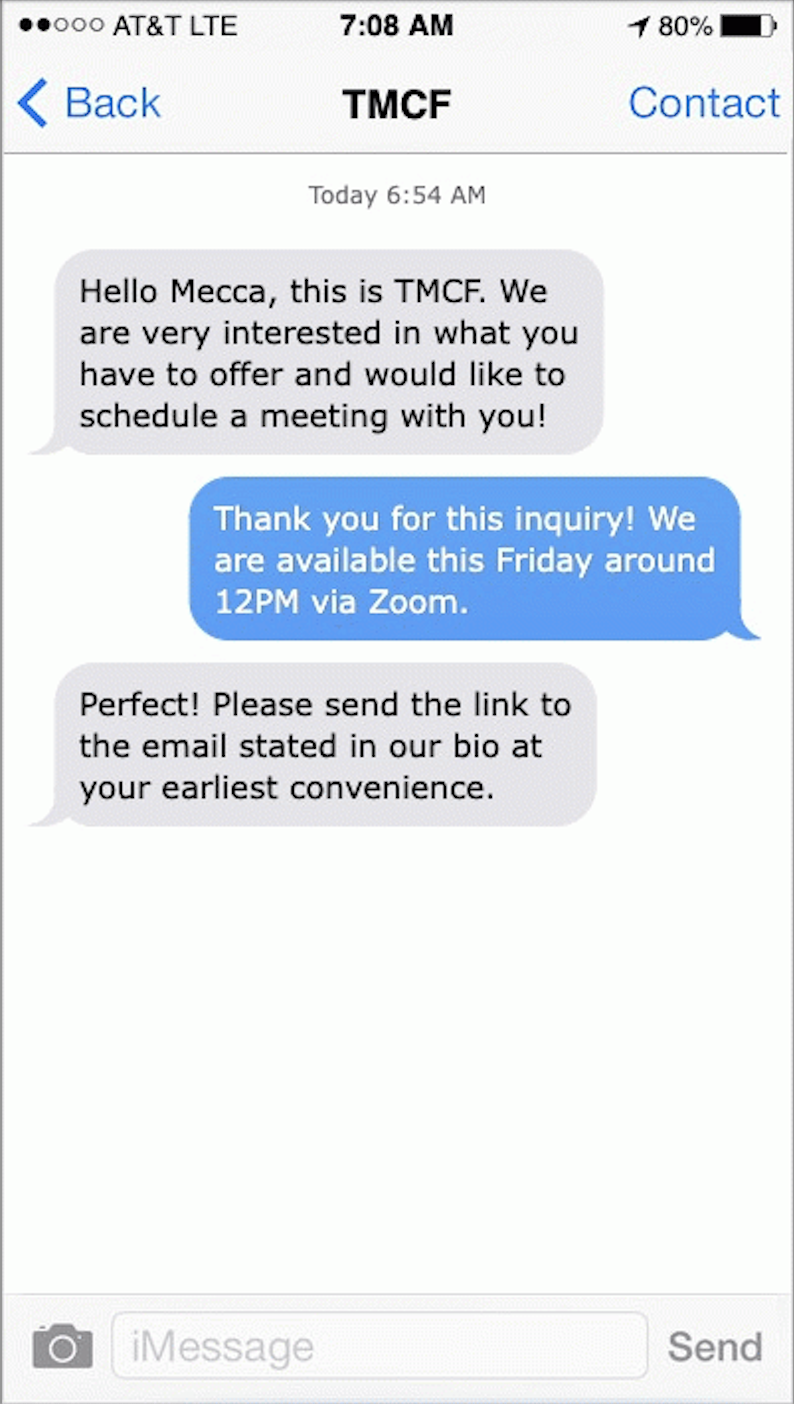 AT&T LTE 7:08 AM 80%
Back TMCF Contact
Today 6:54 AM
Hello Mecca, this is TMCF. We
are very interested in what you
have to offer and would like to
schedule a meeting with you!
Thank you for this inquiry! We
are available this Friday around
12PM via Zoom.
Perfect! Please send the link to
the email stated in our bio at
your earliest convenience.
iMessage Send